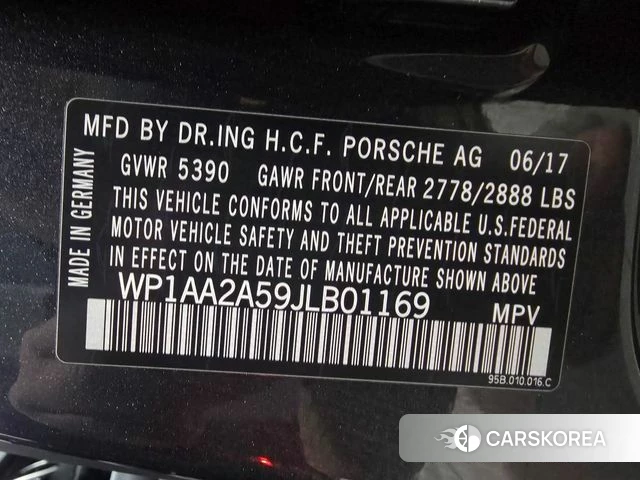 MFD BY DR.ING H.C.F. PORSCHE AG 06/17
GVWR 5390 GAWR FRONT/REAR 2778/2888 LBS
THIS VEHICLE CONFORMS TO ALL APPLICABLE U.S.FEDERAL
MOTOR VEHICLE SAFETY AND THEFT PREVENTION STANDARDS
IN EFFECT ON THE DATE OF MANUFACTURE SHOWN ABOVE
WP1AA2A59JLB01169 MPV
MADE IN GERMANY
95B.010.016.C
CARSKOREA